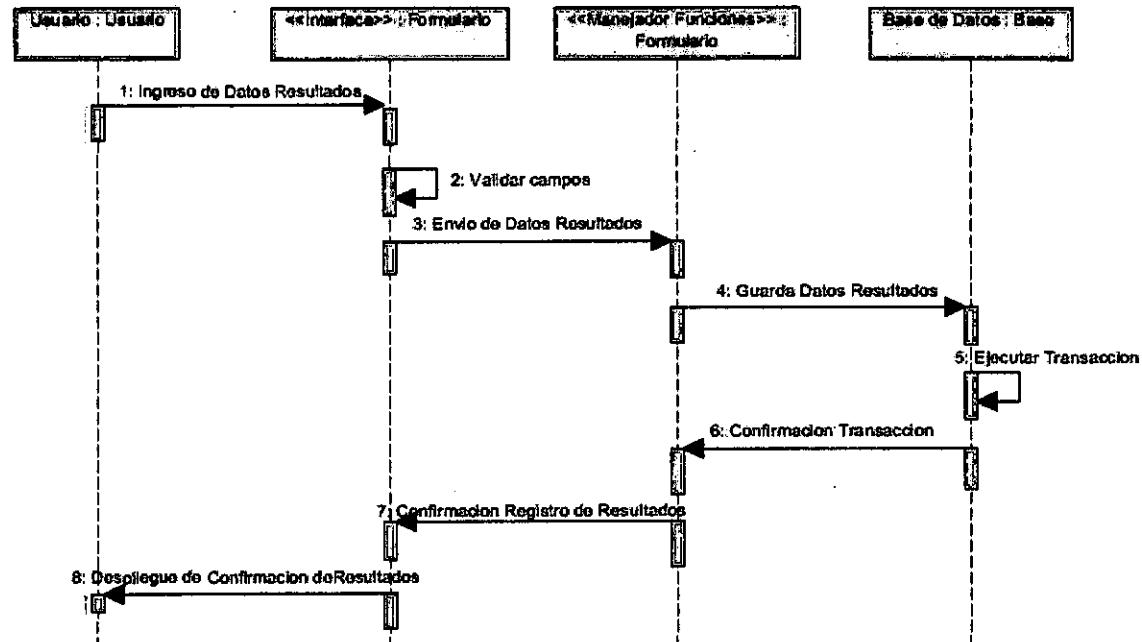 Usuario : Usuario
<<Interface>> : Formulario
<<Manejador Funciones>> :
Formulario
Base de Datos : Base
1: Ingreso de Datos Resultados
2: Validar campos
3: Envio de Datos Resultados
4: Guarda Datos Resultados
5: Ejecutar Transaccion
6: Confirmacion Transaccion
7: Confirmacion Registro de Resultados
8: Despliegue de Confirmacion de Resultados